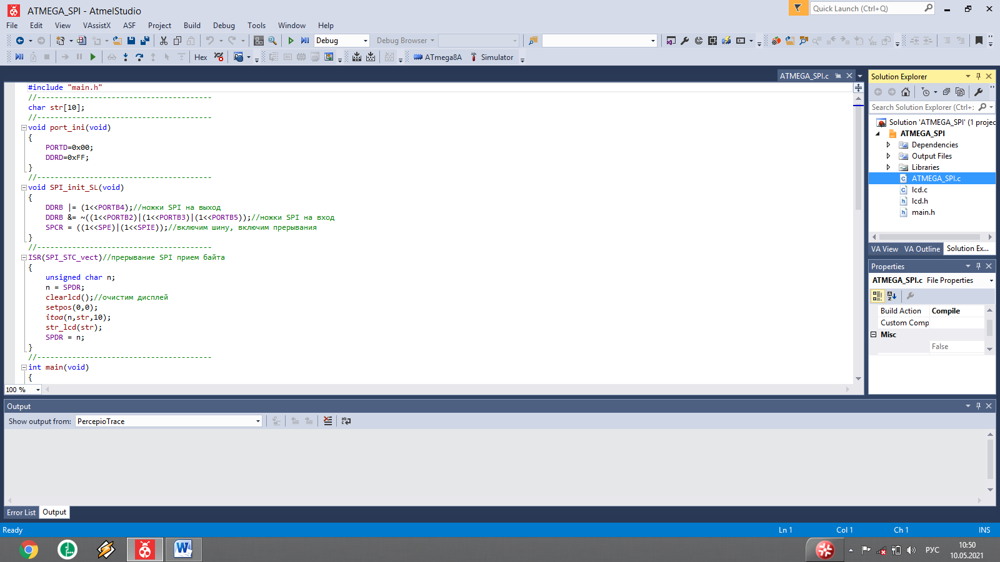 ATMEGA_SPI - AtmelStudio
Quick Launch (Ctrl+Q)
File Edit View VAssistX ASF Project Build Debug Tools Window Help
Debug Debug Browser
Hex ATmega8A Simulator
ATMEGA_SPI.c
#include "main.h"
//----------------------------------------
char str[10];
//----------------------------------------
void port_ini(void)
{
PORTD=0x00;
DDRD=0xFF;
}
//----------------------------------------
void SPI_init_SL(void)
{
DDRB |= (1<<PORTB4);//ножки SPI на выход
DDRB &= ~((1<<PORTB2)|(1<<PORTB3)|(1<<PORTB5));//ножки SPI на вход
SPCR = ((1<<SPE)|(1<<SPIE));//включим шину, включим прерывания
}
//----------------------------------------
ISR(SPI_STC_vect)//прерывание SPI прием байта
{
unsigned char n;
n = SPDR;
clearlcd();//очистим дисплей
setpos(0,0);
itoa(n,str,10);
str_lcd(str);
SPDR = n;
}
//----------------------------------------
int main(void)
{
100 %
Solution Explorer
Search Solution Explorer (Ctrl+:
Solution 'ATMEGA_SPI' (1 projec
ATMEGA_SPI
Dependencies
Output Files
Libraries
ATMEGA_SPI.c
lcd.c
lcd.h
main.h
VA View VA Outline Solution Ex...
Properties
ATMEGA_SPI.c File Properties
Build Action Compile
Custom Comp
Misc
False
Output
Show output from: PercepioTrace
Error List Output
Ready Ln 1 Col 1 Ch 1 INS
РУС
10:50
10.05.2021